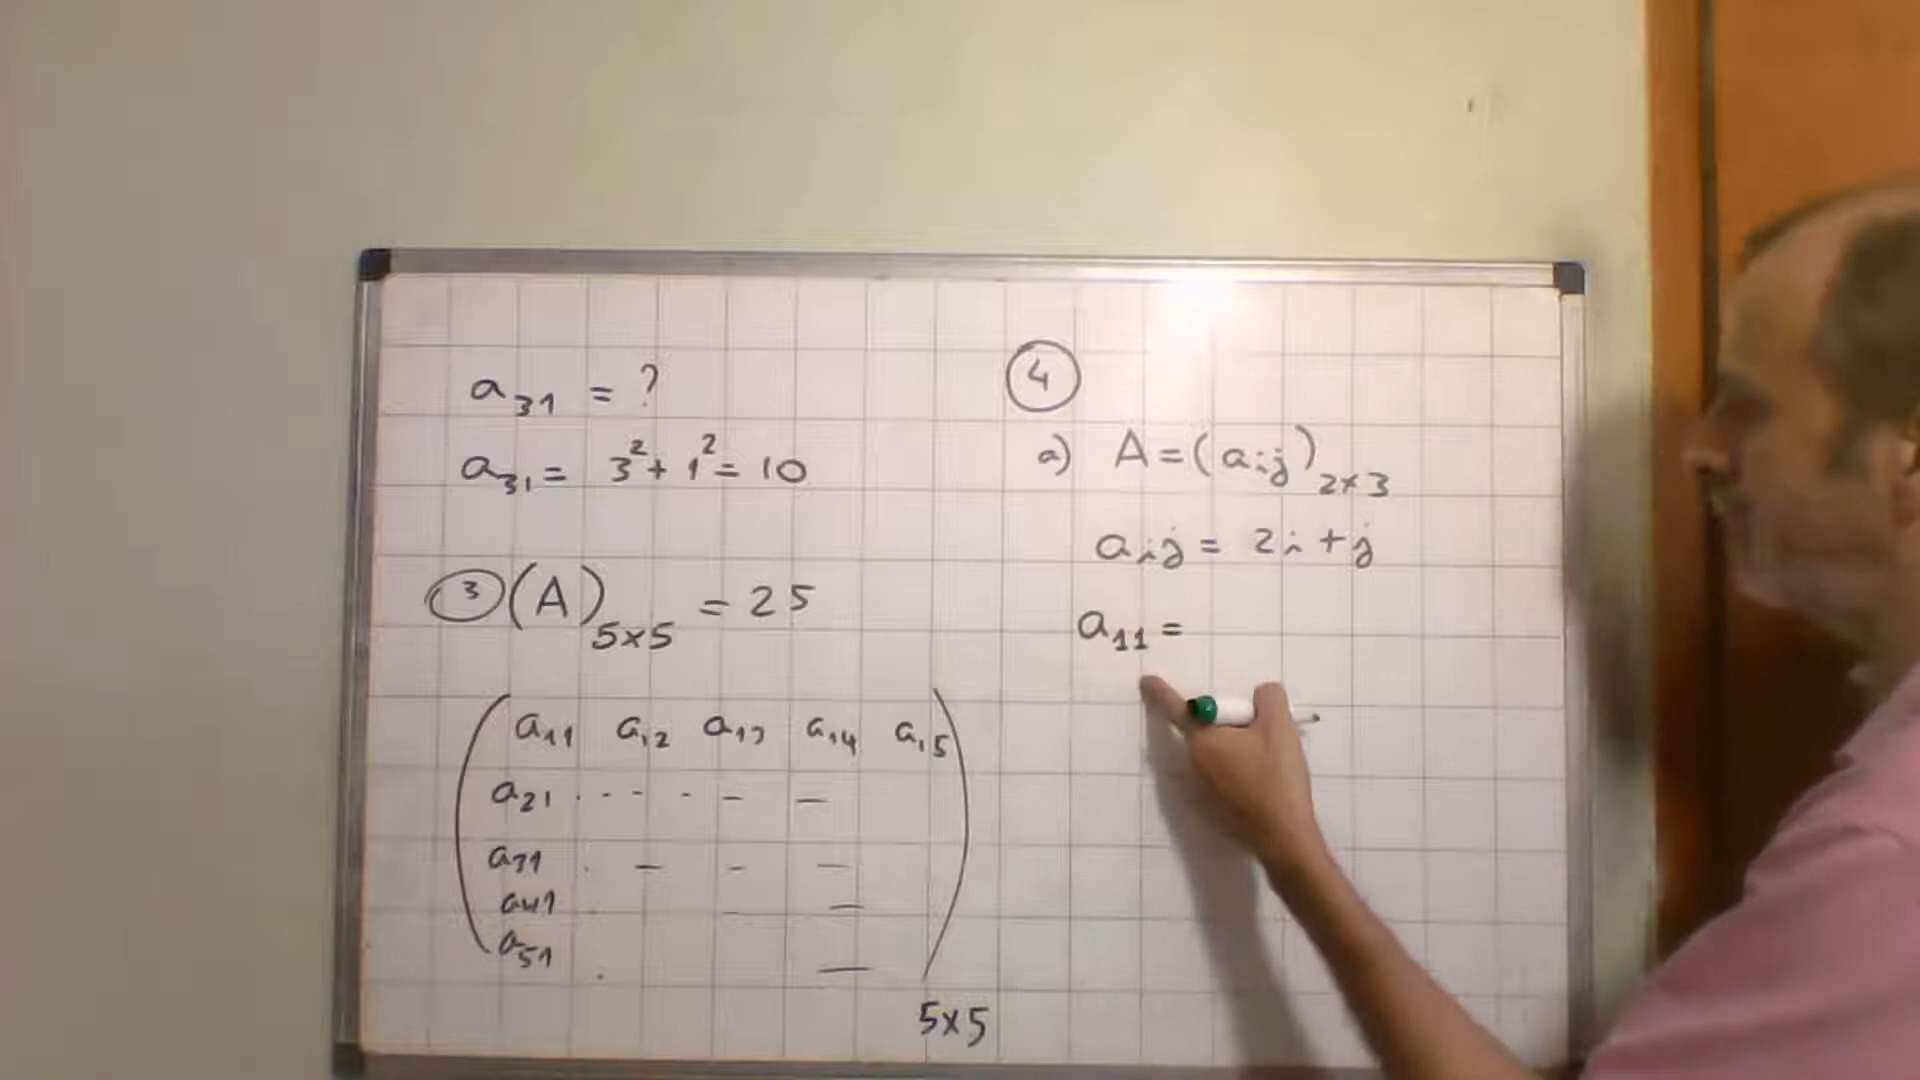 a₃₁ = ?
a₃₁ = 3² + 1² = 10
③ (A)₅ₓ₅ = 25
a₁₁ a₁₂ a₁₃ a₁₄ a₁₅
a₂₁ . - - - — —
a₃₁ . — - —
a₄₁ . — —
a₅₁ . —
5x5
④
a) A = (aij)₂ₓ₃
aij = 2i + j
a₁₁ =